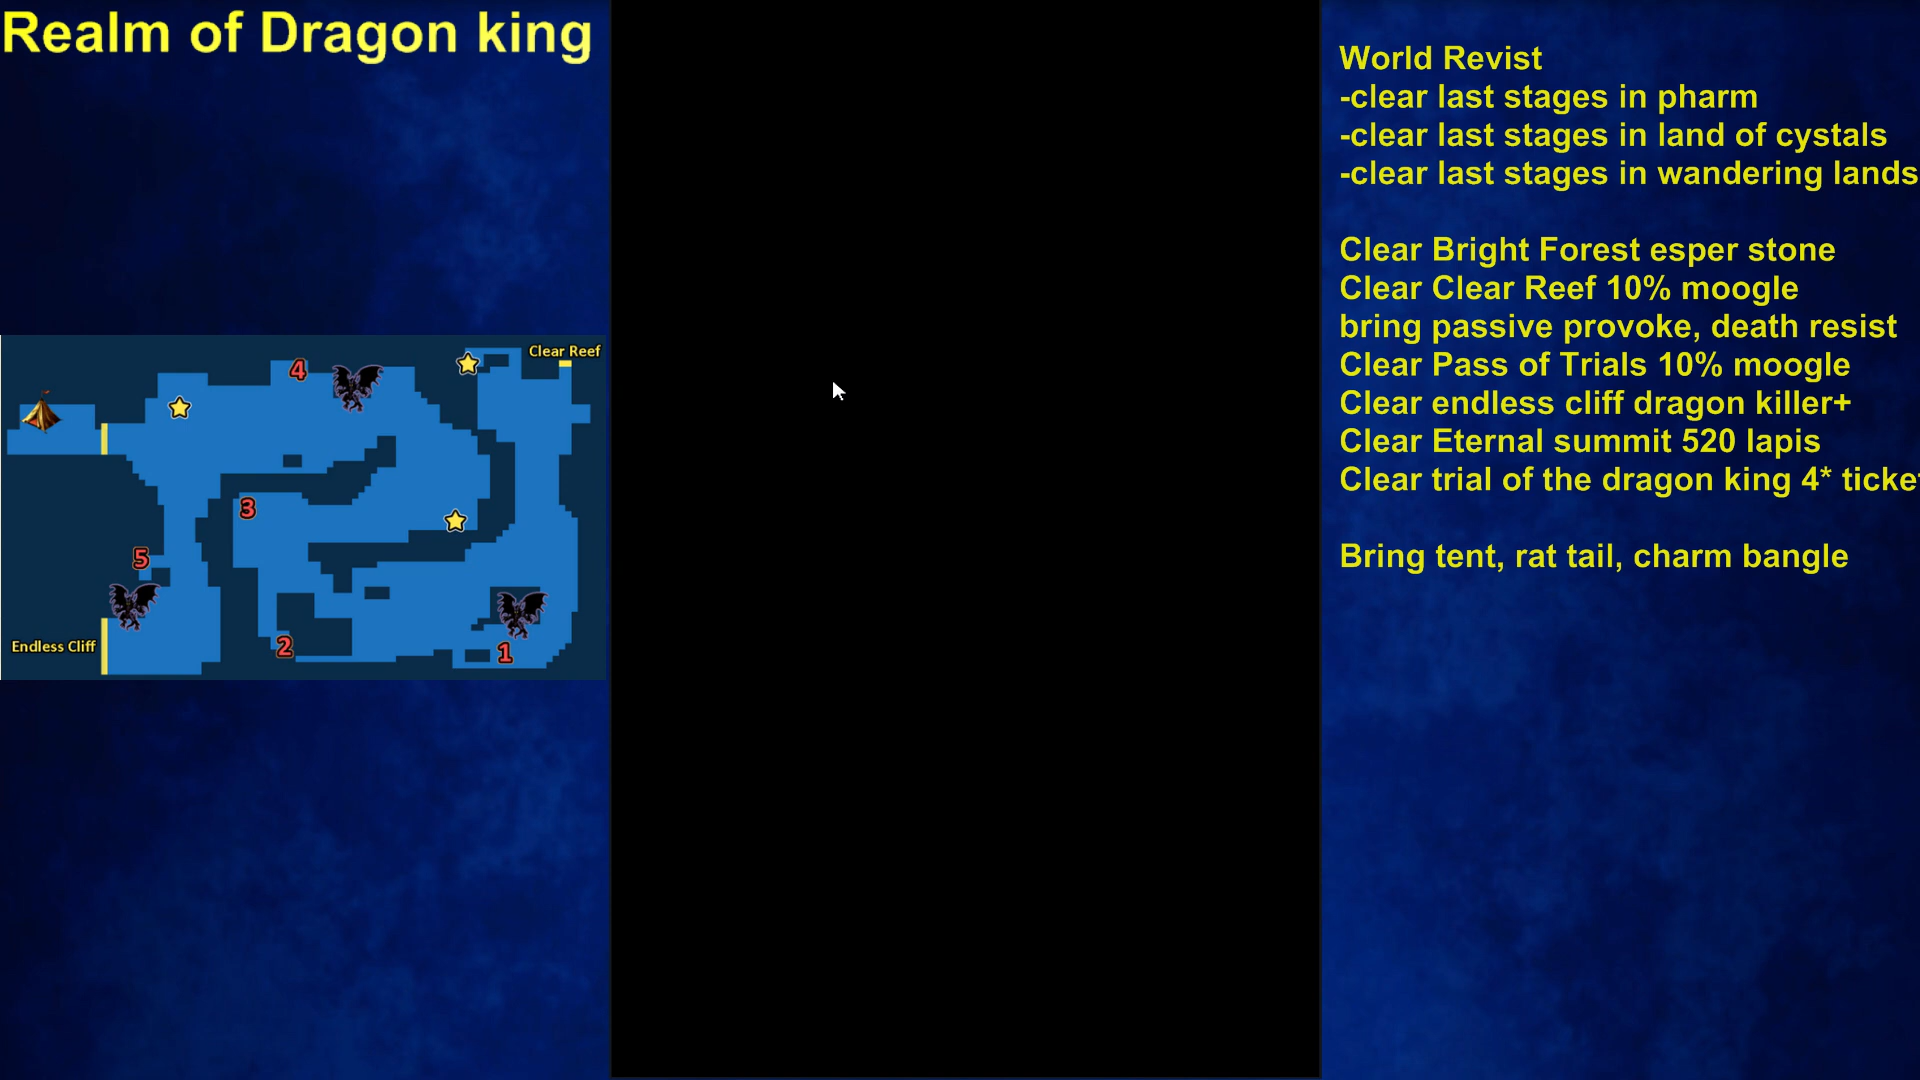 Realm of Dragon king
Clear Reef
4
3
5
Endless Cliff
2
1
World Revist
-clear last stages in pharm
-clear last stages in land of cystals
-clear last stages in wandering lands
Clear Bright Forest esper stone
Clear Clear Reef 10% moogle
bring passive provoke, death resist
Clear Pass of Trials 10% moogle
Clear endless cliff dragon killer+
Clear Eternal summit 520 lapis
Clear trial of the dragon king 4* ticke
Bring tent, rat tail, charm bangle